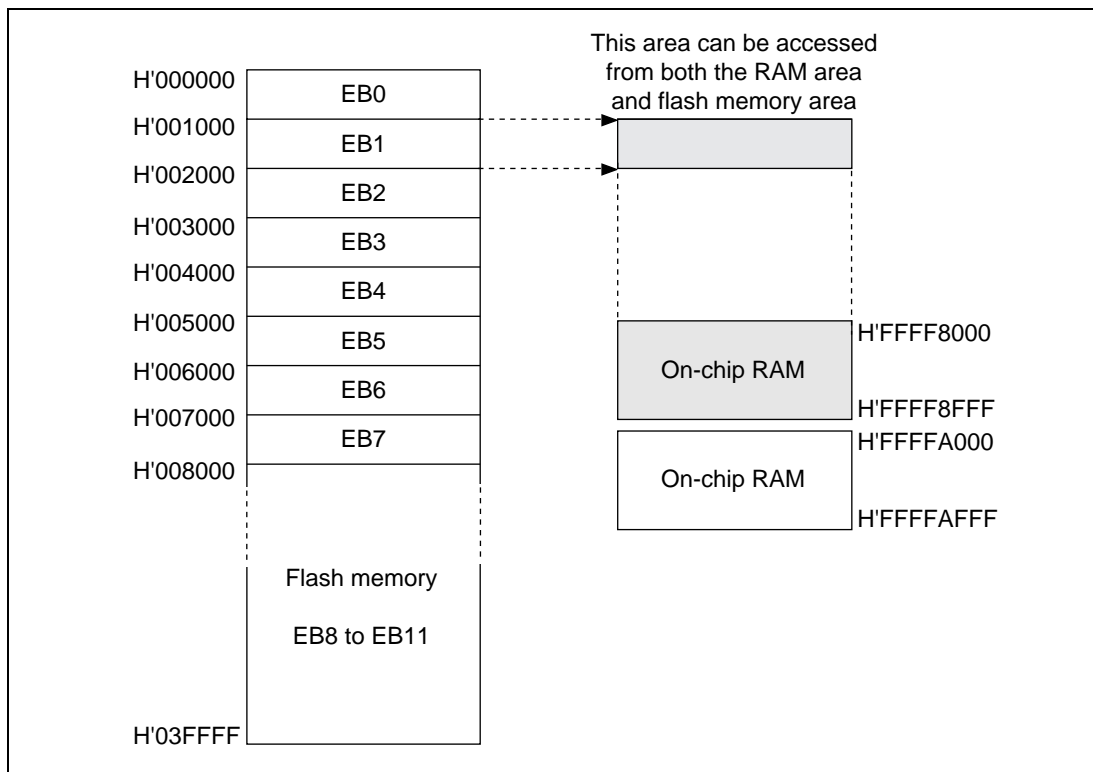 This area can be accessed
from both the RAM area
and flash memory area
H'000000
EB0
H'001000
EB1
H'002000
EB2
H'003000
EB3
H'004000
EB4
H'005000
EB5
H'006000
EB6
H'007000
EB7
H'008000
Flash memory
EB8 to EB11
H'03FFFF
H'FFFF8000
On-chip RAM
H'FFFF8FFF
H'FFFFA000
On-chip RAM
H'FFFFAFFF